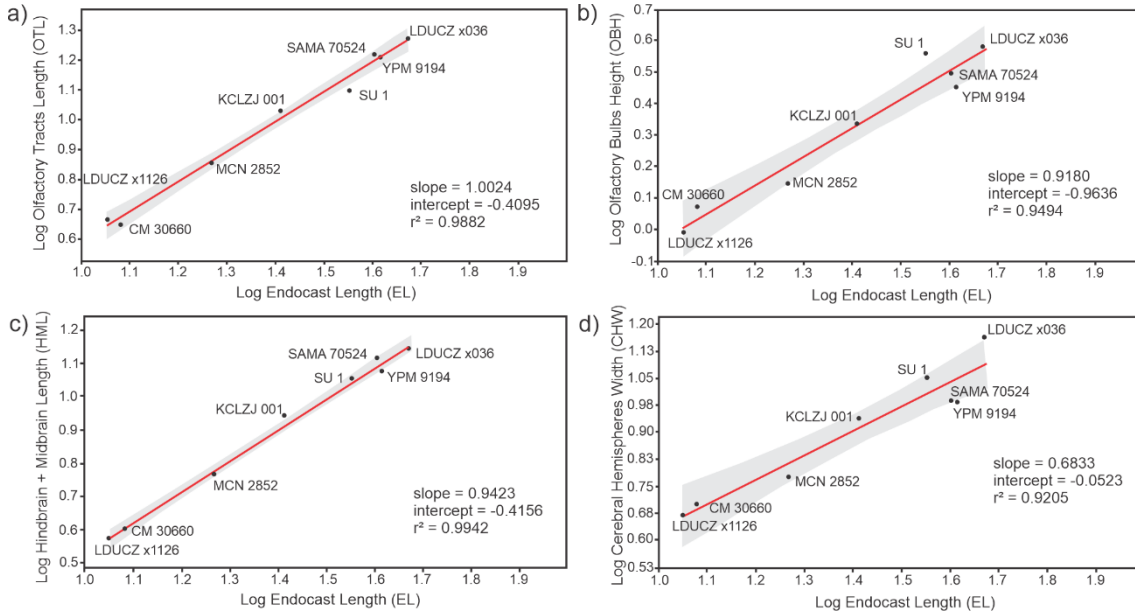 a)
Log Olfactory Tracts Length (OTL)
1.3
1.2
1.1
1.0
0.9
0.8
0.7
0.6
LDUCZ x036
SAMA 70524
YPM 9194
SU 1
KCLZJ 001
MCN 2852
LDUCZ x1126
CM 30660
slope = 1.0024
intercept = -0.4095
r² = 0.9882
1.0 1.1 1.2 1.3 1.4 1.5 1.6 1.7 1.8 1.9
Log Endocast Length (EL)
b)
Log Olfactory Bulbs Height (OBH)
0.7
0.6
0.5
0.4
0.3
0.2
0.1
0.0
-0.1
SU 1
LDUCZ x036
SAMA 70524
YPM 9194
KCLZJ 001
MCN 2852
CM 30660
LDUCZ x1126
slope = 0.9180
intercept = -0.9636
r² = 0.9494
1.0 1.1 1.2 1.3 1.4 1.5 1.6 1.7 1.8 1.9
Log Endocast Length (EL)
c)
Log Hindbrain + Midbrain Length (HML)
1.2
1.1
1.0
0.9
0.8
0.7
0.6
0.5
SAMA 70524
LDUCZ x036
SU 1
YPM 9194
KCLZJ 001
MCN 2852
CM 30660
LDUCZ x1126
slope = 0.9423
intercept = -0.4156
r² = 0.9942
1.0 1.1 1.2 1.3 1.4 1.5 1.6 1.7 1.8 1.9
Log Endocast Length (EL)
d)
Log Cerebral Hemispheres Width (CHW)
1.20
1.13
1.05
0.98
0.90
0.83
0.75
0.68
0.60
0.53
LDUCZ x036
SU 1
SAMA 70524
YPM 9194
KCLZJ 001
MCN 2852
CM 30660
LDUCZ x1126
slope = 0.6833
intercept = -0.0523
r² = 0.9205
1.0 1.1 1.2 1.3 1.4 1.5 1.6 1.7 1.8 1.9
Log Endocast Length (EL)